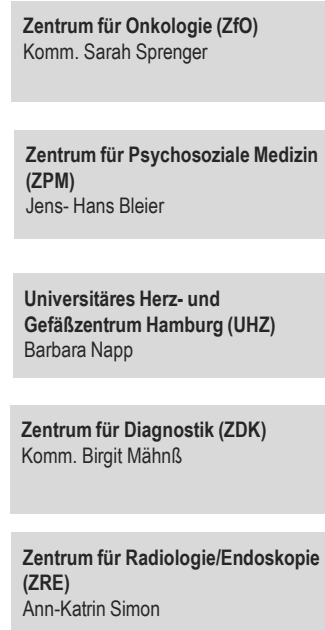 Zentrum für Onkologie (ZfO)
Komm. Sarah Sprenger
Zentrum für Psychosoziale Medizin
(ZPM)
Jens- Hans Bleier
Universitäres Herz- und
Gefäßzentrum Hamburg (UHZ)
Barbara Napp
Zentrum für Diagnostik (ZDK)
Komm. Birgit Mähnß
Zentrum für Radiologie/Endoskopie
(ZRE)
Ann-Katrin Simon